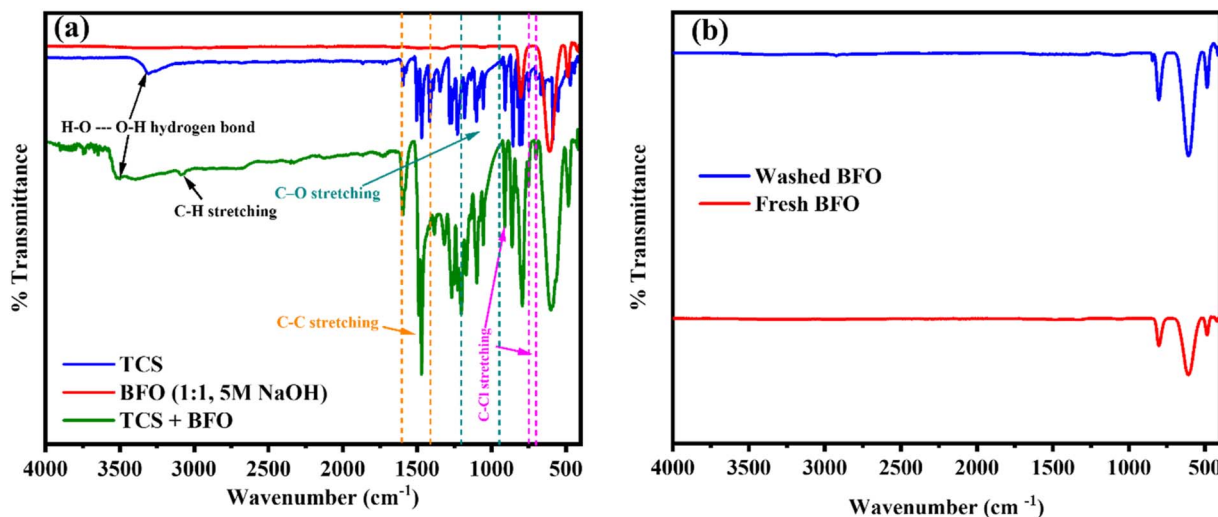 (a)
H-O --- O-H hydrogen bond
C-H stretching
C–O stretching
C-C stretching
C-Cl stretching
TCS
BFO (1:1, 5M NaOH)
TCS + BFO
% Transmittance
4000 3500 3000 2500 2000 1500 1000 500
Wavenumber (cm-1)
(b)
Washed BFO
Fresh BFO
% Transmittance
4000 3500 3000 2500 2000 1500 1000 500
Wavenumber (cm -1)